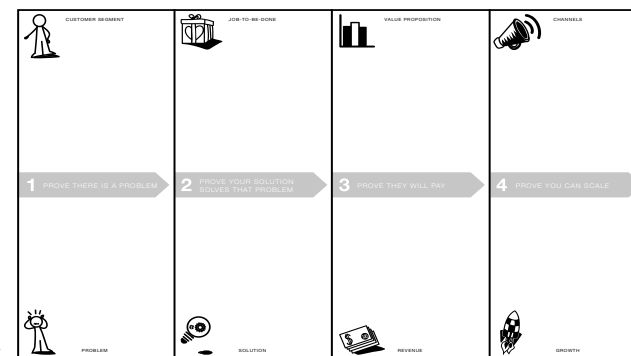 CUSTOMER SEGMENT
JOB-TO-BE-DONE
VALUE PROPOSITION
CHANNELS
1 PROVE THERE IS A PROBLEM
2 PROVE YOUR SOLUTION
SOLVES THAT PROBLEM
3 PROVE THEY WILL PAY
4 PROVE YOU CAN SCALE
PROBLEM
SOLUTION
REVENUE
GROWTH